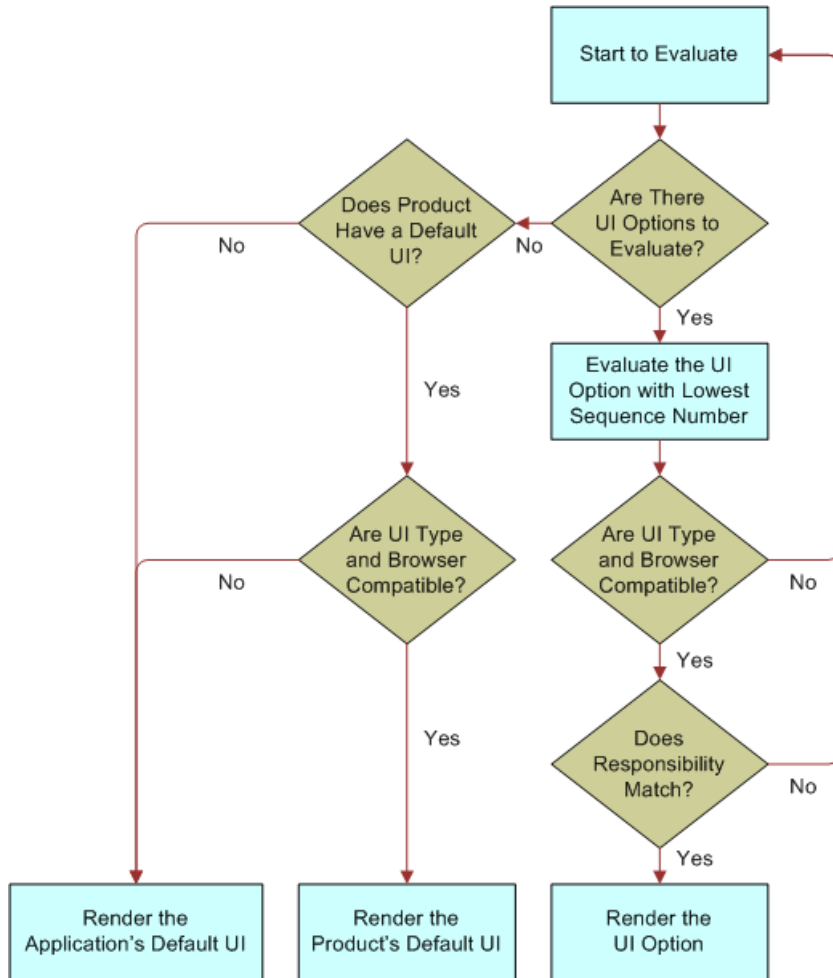 Start to Evaluate
Are There
UI Options to
Evaluate?
No
Does Product
Have a Default
UI?
No
Yes
Yes
Evaluate the UI
Option with Lowest
Sequence Number
Are UI Type
and Browser
Compatible?
No
Yes
Are UI Type
and Browser
Compatible?
No
Yes
Does
Responsibility
Match?
No
Yes
Render the
Application's Default UI
Render the
Product's Default UI
Render the
UI Option